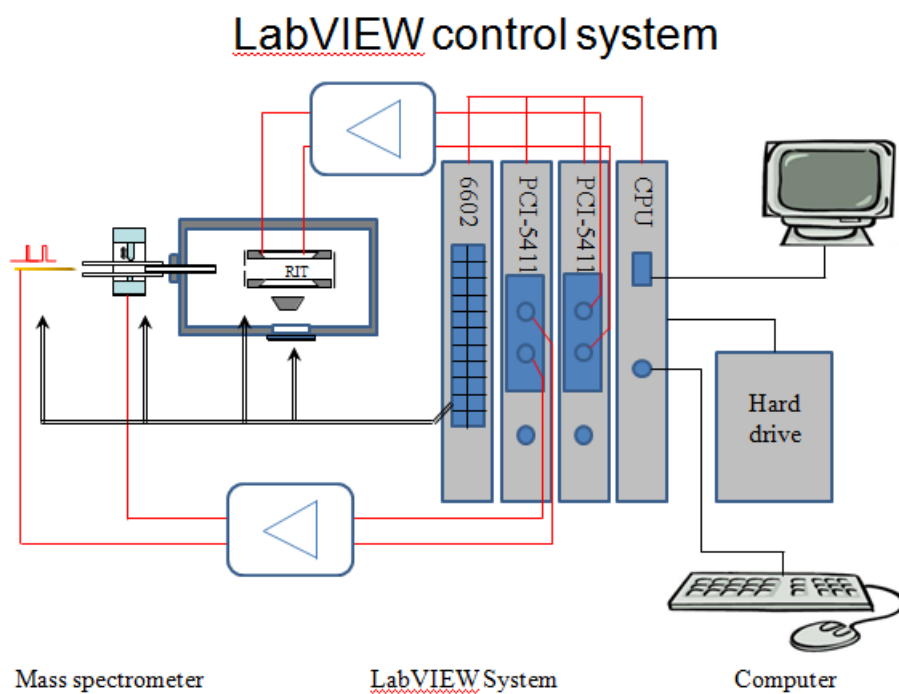 LabVIEW control system
6602
PCI-5411
PCI-5411
CPU
RIT
Hard
drive
Mass spectrometer
LabVIEW System
Computer